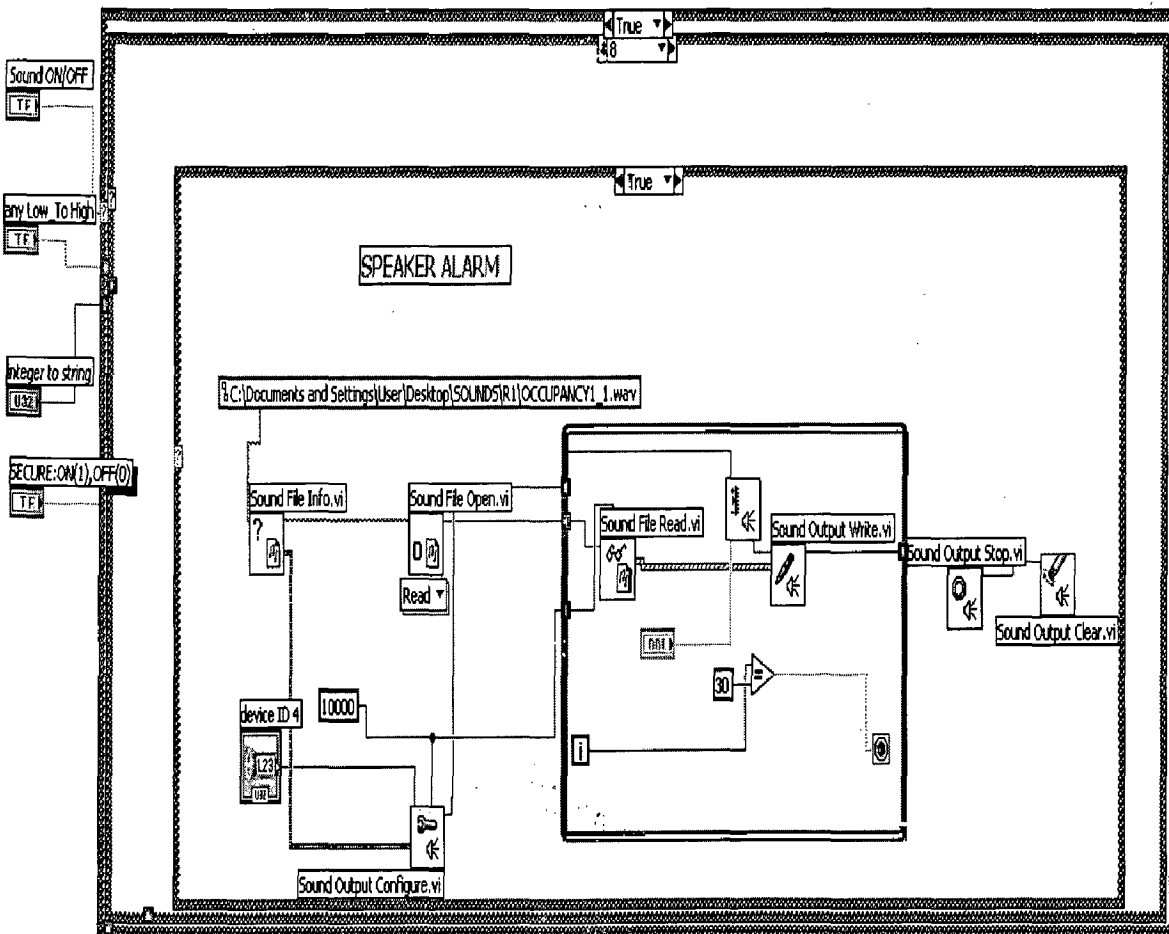 True
8
Sound ON/OFF
TF
any Low_To High
TF
integer to string
U32
SECURE:ON(1),OFF(0)
TF
True
SPEAKER ALARM
C:\Documents and Settings\User\Desktop\SOUNDS\R1\OCCUPANCY1_1.wav
Sound File Info.vi
?
Sound File Open.vi
Read
Sound File Read.vi
Sound Output Write.vi
Sound Output Stop.vi
Sound Output Clear.vi
30
=
i
10000
device ID 4
Sound Output Configure.vi